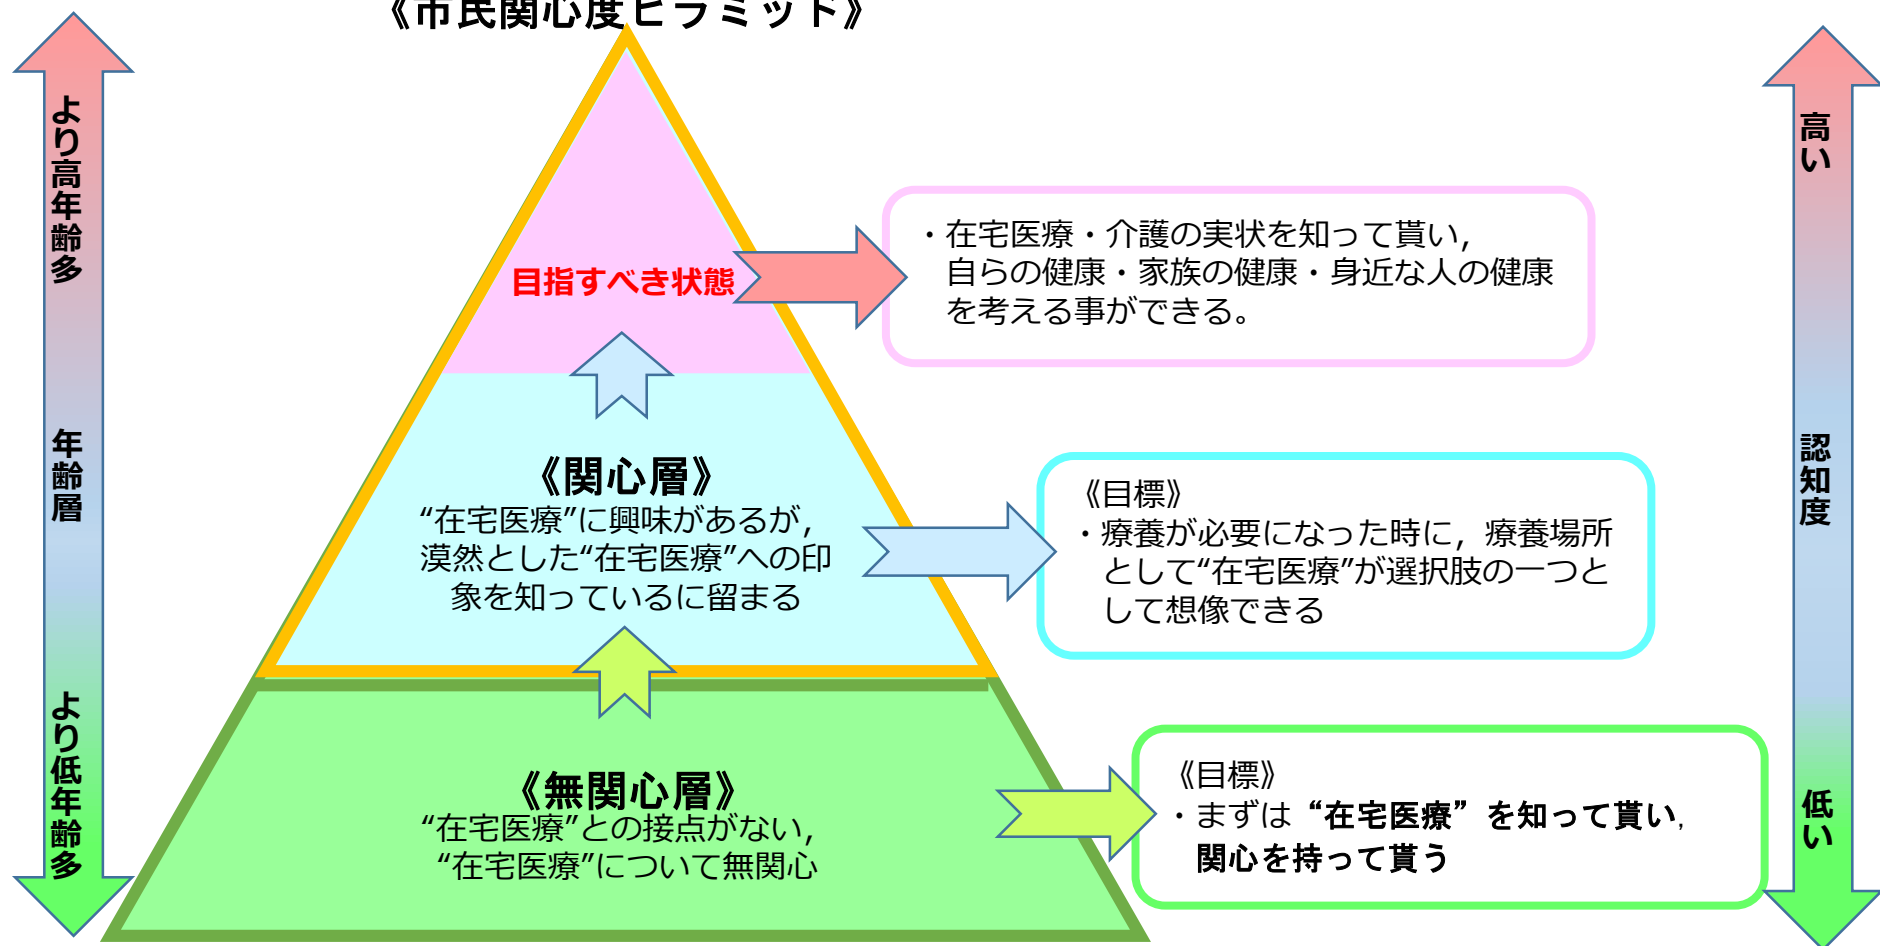 《市民関心度ピラミッド》
より高年齢多
年齢層
より低年齢多
目指すべき状態
・在宅医療・介護の実状を知って貰い,
自らの健康・家族の健康・身近な人の健康
を考える事ができる。
《関心層》
“在宅医療”に興味があるが,
漠然とした“在宅医療”への印
象を知っているに留まる
《目標》
・療養が必要になった時に, 療養場所
として“在宅医療”が選択肢の一つと
して想像できる
《無関心層》
“在宅医療”との接点がない,
“在宅医療”について無関心
《目標》
・まずは“在宅医療”を知って貰い,
関心を持って貰う
高い
認知度
低い